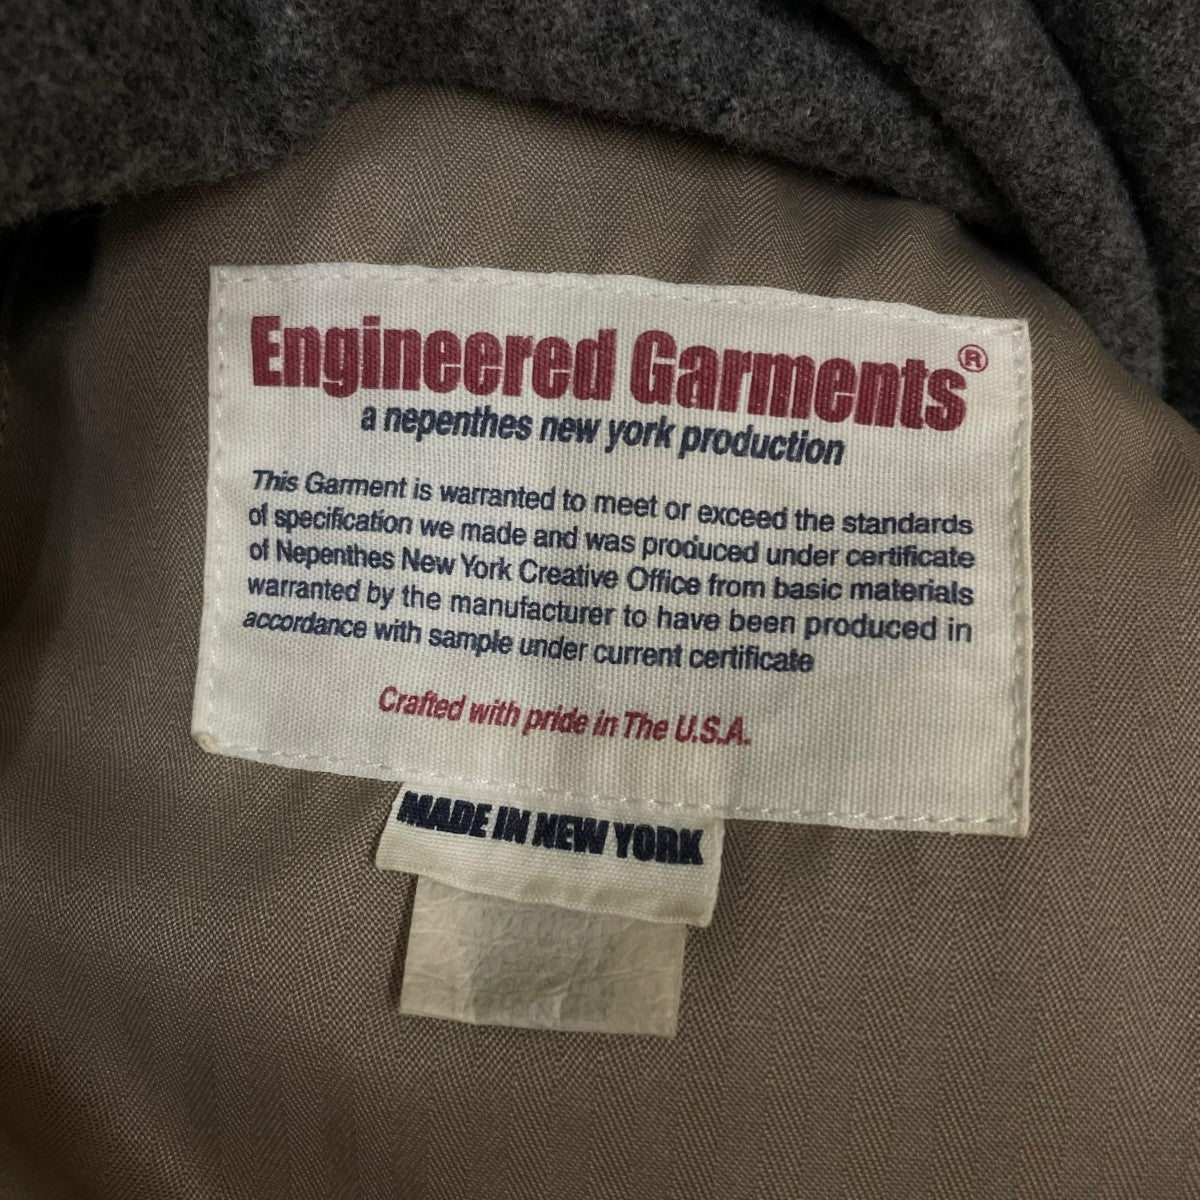 Engineered Garments®
a nepenthes new york production
This Garment is warranted to meet or exceed the standards
of specification we made and was produced under certificate
of Nepenthes New York Creative Office from basic materials
warranted by the manufacturer to have been produced in
accordance with sample under current certificate
Crafted with pride in The U.S.A.
MADE IN NEW YORK